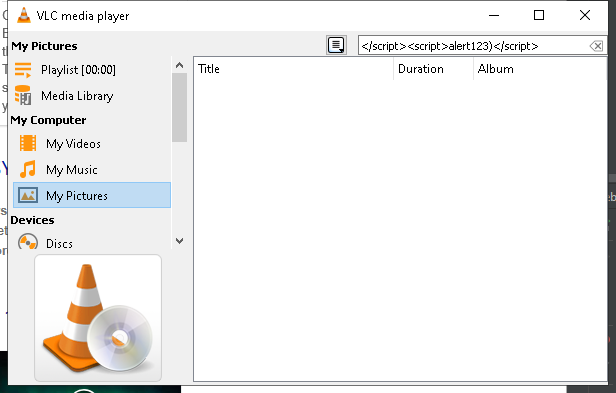 VLC media player
My Pictures
</script><script>alert123)</script>
Playlist [00:00]
Media Library
My Computer
My Videos
My Music
My Pictures
Devices
Discs
Title Duration Album